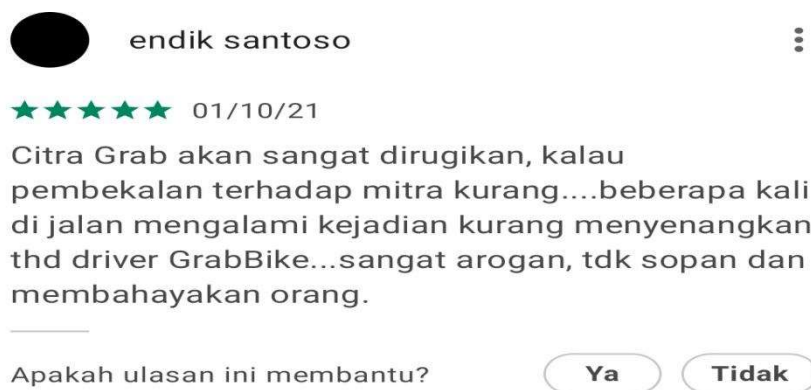 endik santoso
01/10/21
Citra Grab akan sangat dirugikan, kalau
pembekalan terhadap mitra kurang....beberapa kali
di jalan mengalami kejadian kurang menyenangkan
thd driver GrabBike...sangat arogan, tdk sopan dan
membahayakan orang.
Apakah ulasan ini membantu? Ya Tidak